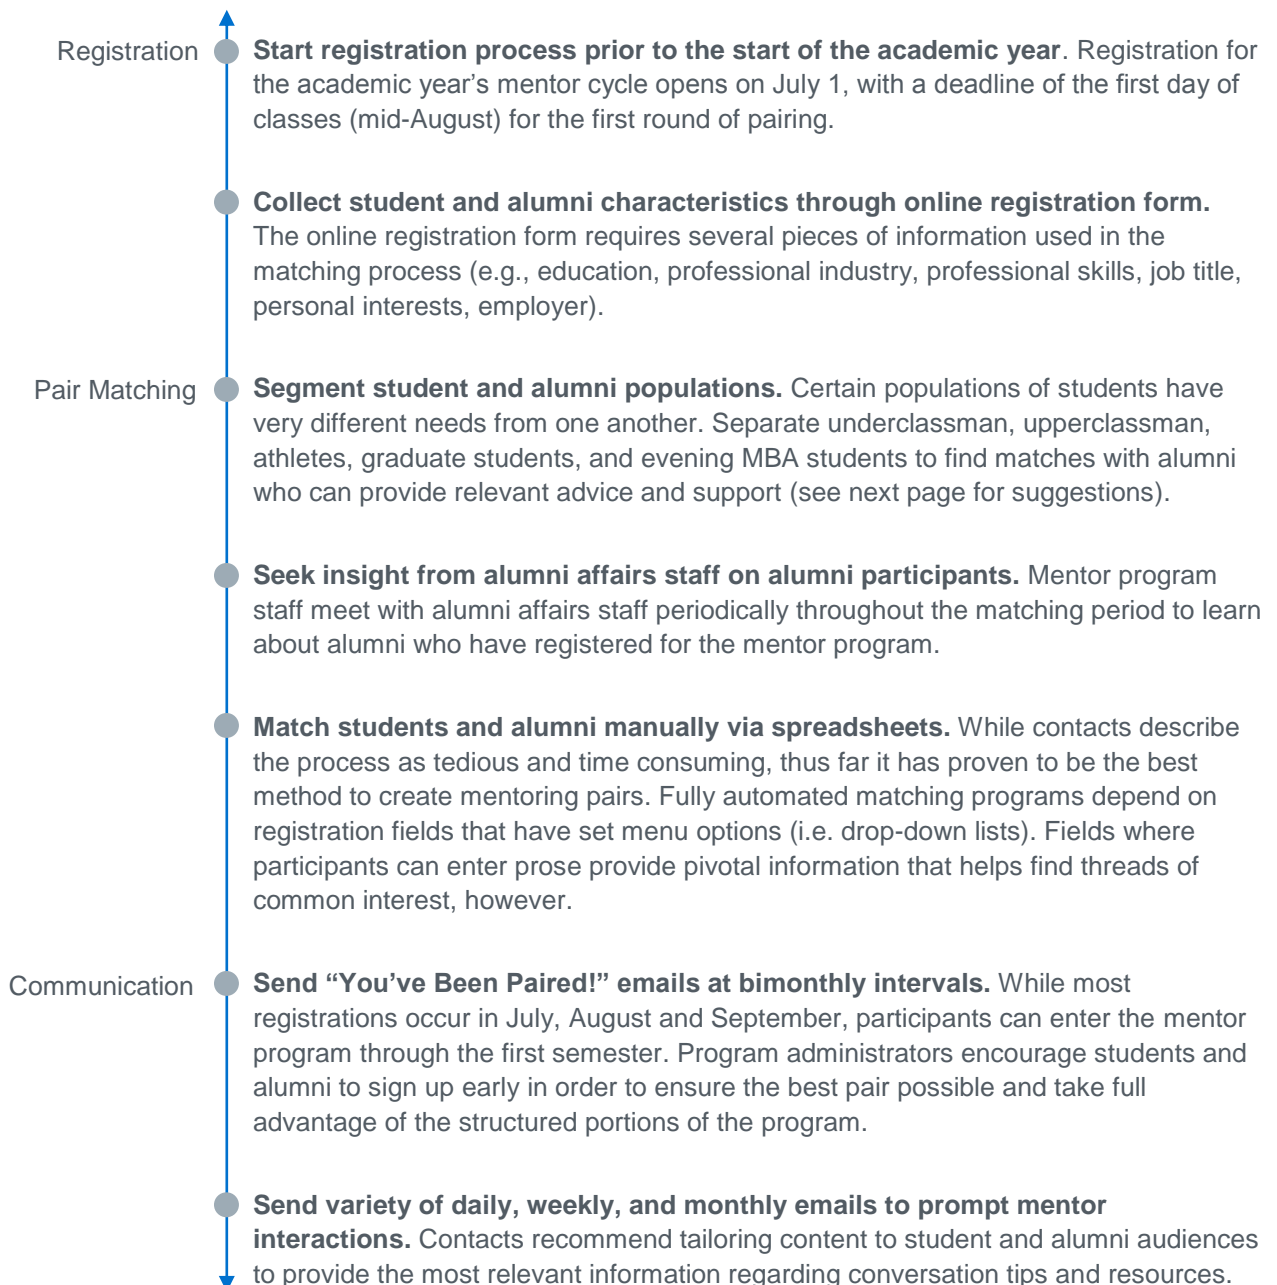 Registration
Start registration process prior to the start of the academic year. Registration for
the academic year’s mentor cycle opens on July 1, with a deadline of the first day of
classes (mid-August) for the first round of pairing.
Collect student and alumni characteristics through online registration form.
The online registration form requires several pieces of information used in the
matching process (e.g., education, professional industry, professional skills, job title,
personal interests, employer).
Pair Matching
Segment student and alumni populations. Certain populations of students have
very different needs from one another. Separate underclassman, upperclassman,
athletes, graduate students, and evening MBA students to find matches with alumni
who can provide relevant advice and support (see next page for suggestions).
Seek insight from alumni affairs staff on alumni participants. Mentor program
staff meet with alumni affairs staff periodically throughout the matching period to learn
about alumni who have registered for the mentor program.
Match students and alumni manually via spreadsheets. While contacts describe
the process as tedious and time consuming, thus far it has proven to be the best
method to create mentoring pairs. Fully automated matching programs depend on
registration fields that have set menu options (i.e. drop-down lists). Fields where
participants can enter prose provide pivotal information that helps find threads of
common interest, however.
Communication
Send “You’ve Been Paired!” emails at bimonthly intervals. While most
registrations occur in July, August and September, participants can enter the mentor
program through the first semester. Program administrators encourage students and
alumni to sign up early in order to ensure the best pair possible and take full
advantage of the structured portions of the program.
Send variety of daily, weekly, and monthly emails to prompt mentor
interactions. Contacts recommend tailoring content to student and alumni audiences
to provide the most relevant information regarding conversation tips and resources.